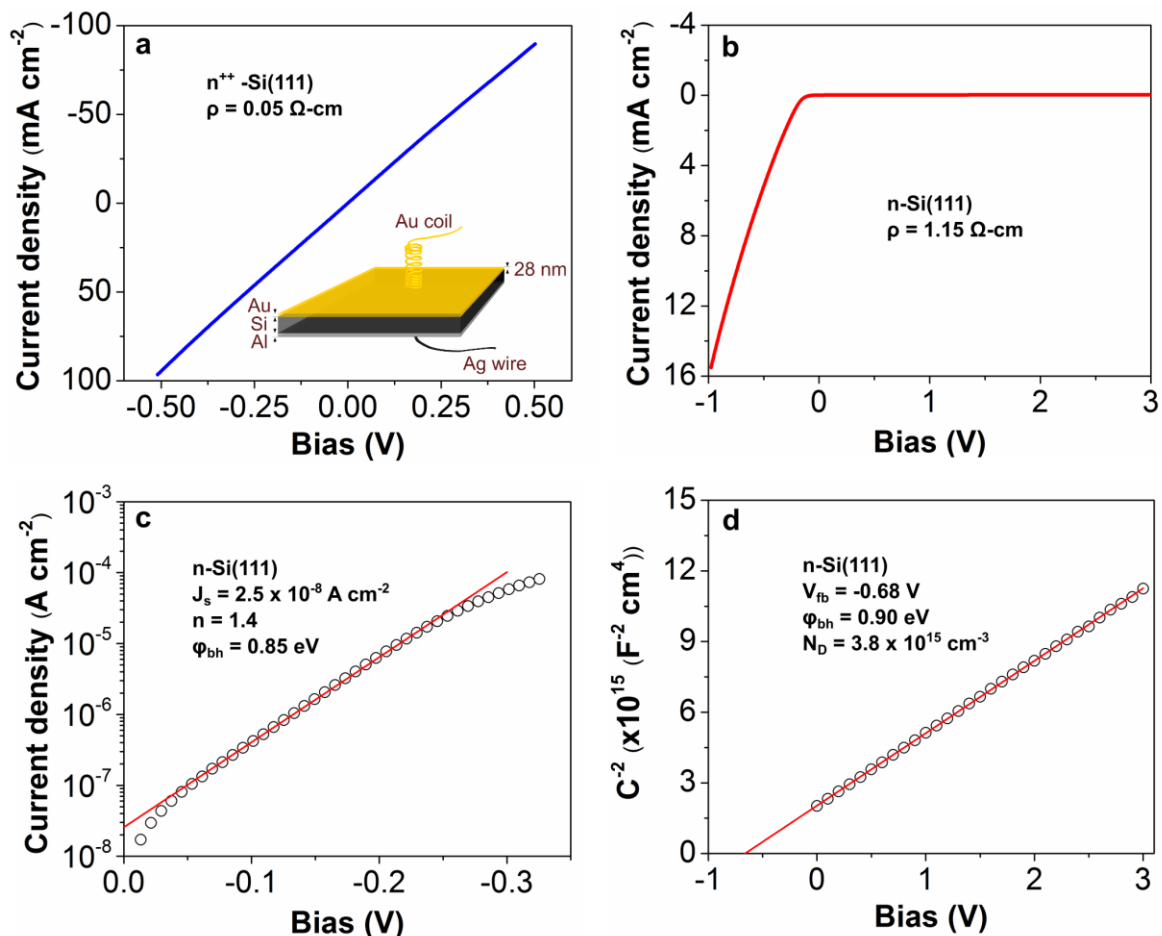 a
n⁺⁺ -Si(111)
ρ = 0.05 Ω-cm
Au coil
28 nm
Au
Si
Al
Ag wire
Current density (mA cm⁻²)
-100
-50
0
50
100
-0.50 -0.25 0.00 0.25 0.50
Bias (V)
b
n-Si(111)
ρ = 1.15 Ω-cm
Current density (mA cm⁻²)
-4
0
4
8
12
16
-1 0 1 2 3
Bias (V)
c
n-Si(111)
Jₛ = 2.5 x 10⁻⁸ A cm⁻²
n = 1.4
φbh = 0.85 eV
Current density (A cm⁻²)
10⁻³
10⁻⁴
10⁻⁵
10⁻⁶
10⁻⁷
10⁻⁸
0.0 -0.1 -0.2 -0.3
Bias (V)
d
n-Si(111)
Vfb = -0.68 V
φbh = 0.90 eV
N_D = 3.8 x 10¹⁵ cm⁻³
C⁻² (x10¹⁵ (F⁻² cm⁴))
15
12
9
6
3
0
-1 0 1 2 3
Bias (V)